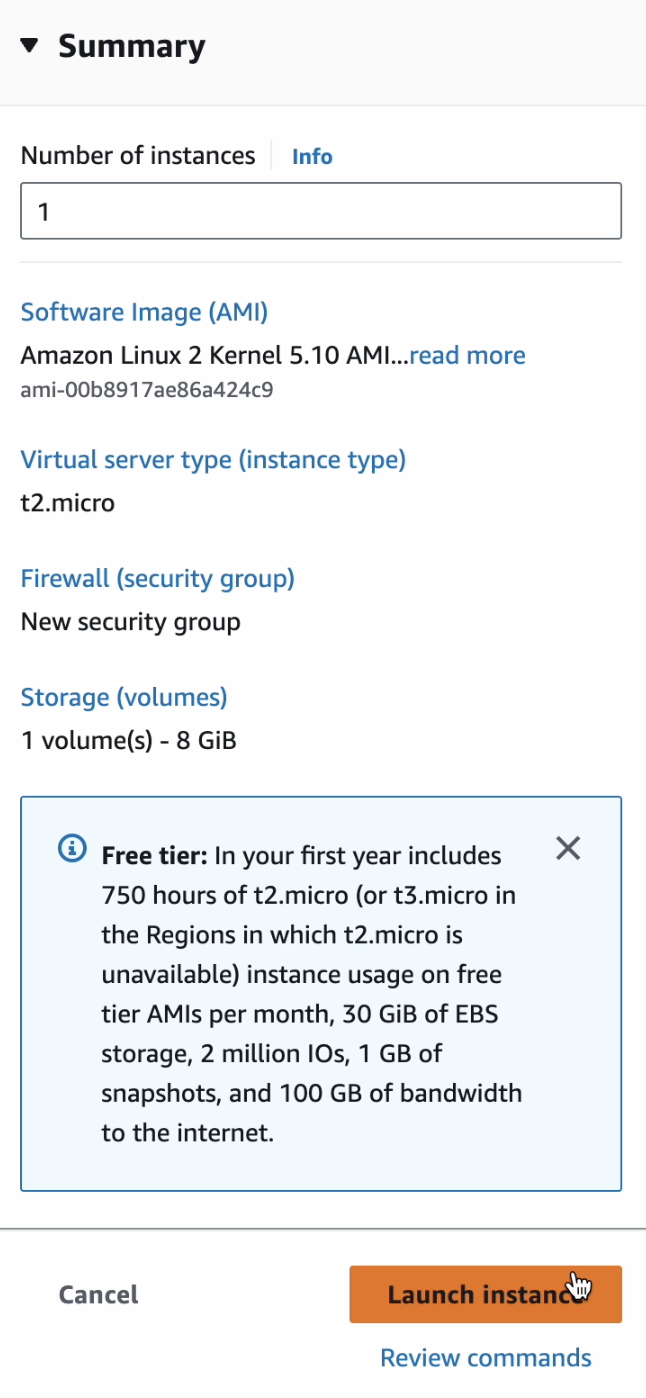 Summary
Number of instances Info
1
Software Image (AMI)
Amazon Linux 2 Kernel 5.10 AMI...read more
ami-00b8917ae86a424c9
Virtual server type (instance type)
t2.micro
Firewall (security group)
New security group
Storage (volumes)
1 volume(s) - 8 GiB
Free tier: In your first year includes
750 hours of t2.micro (or t3.micro in
the Regions in which t2.micro is
unavailable) instance usage on free
tier AMIs per month, 30 GiB of EBS
storage, 2 million IOs, 1 GB of
snapshots, and 100 GB of bandwidth
to the internet.
Cancel
Launch instance
Review commands